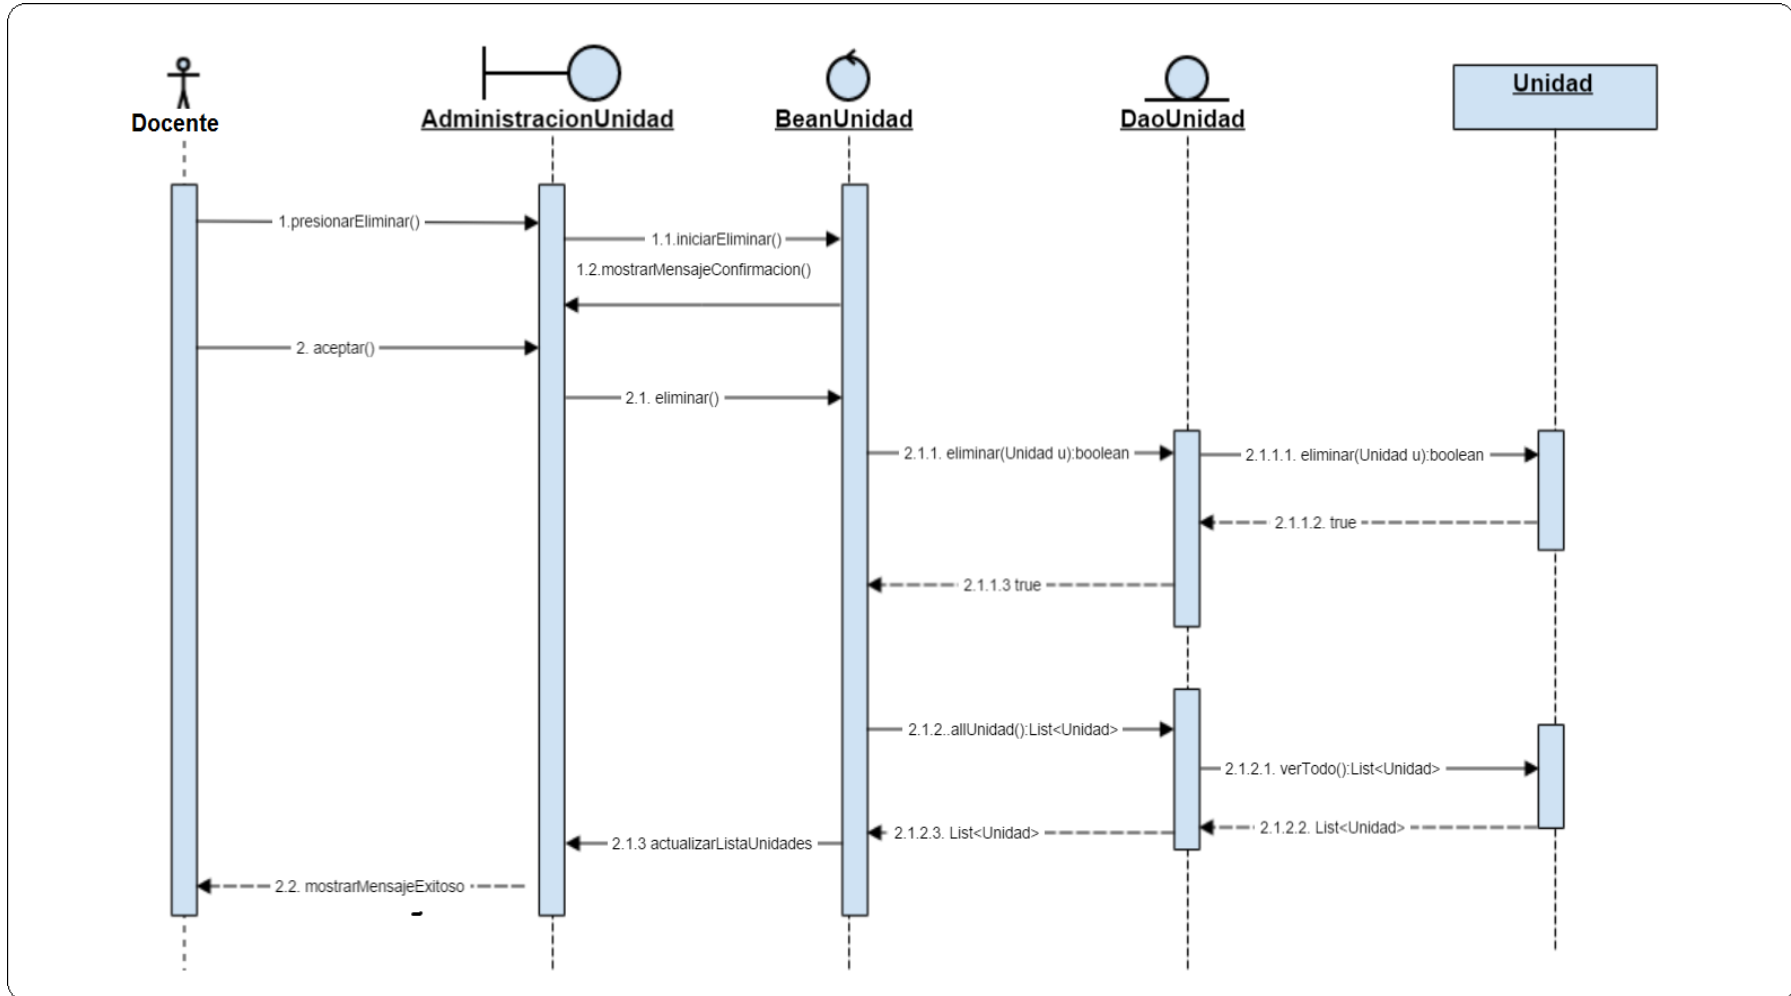 Docente
AdministracionUnidad
BeanUnidad
DaoUnidad
Unidad
1.presionarEliminar()
1.1.iniciarEliminar()
1.2.mostrarMensajeConfirmacion()
2. aceptar()
2.1. eliminar()
2.1.1. eliminar(Unidad u):boolean
2.1.1.1. eliminar(Unidad u):boolean
2.1.1.2. true
2.1.1.3 true
2.1.2..allUnidad():List<Unidad>
2.1.2.1. verTodo():List<Unidad>
2.1.2.2. List<Unidad>
2.1.2.3. List<Unidad>
2.1.3 actualizarListaUnidades
2.2. mostrarMensajeExitoso